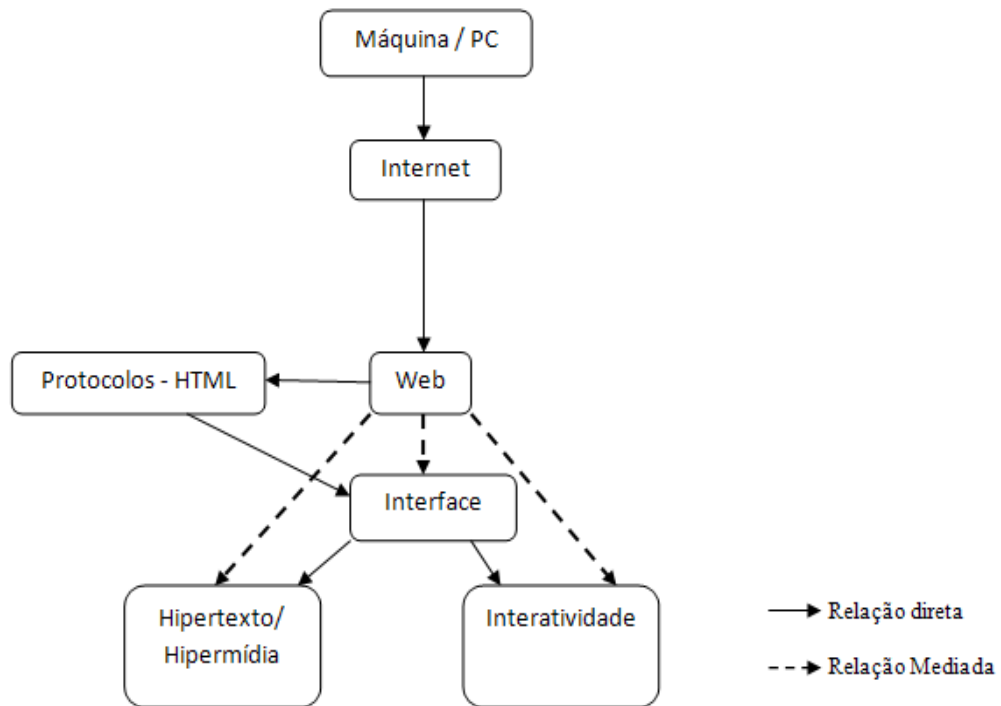 Máquina / PC
Internet
Protocolos - HTML
Web
Interface
Hipertexto/
Hipermídia
Interatividade
Relação direta
Relação Mediada